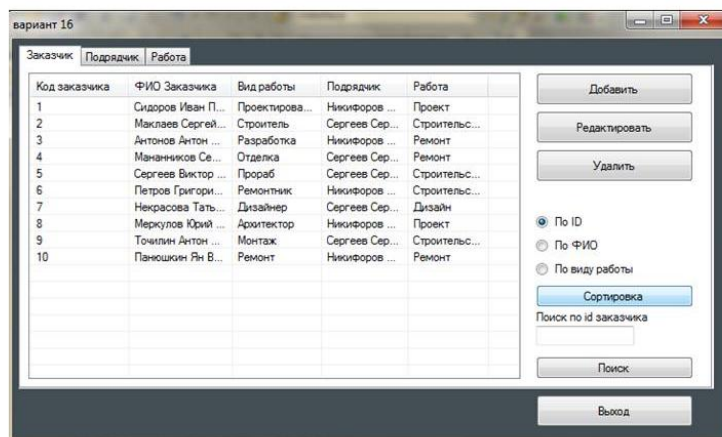 вариант 16
Заказчик Подрядчик Работа
Код заказчика ФИО Заказчика Вид работы Подрядчик Работа
1 Сидоров Иван П... Проектирова... Никифоров ... Проект
2 Маклаев Сергей... Строитель Сергеев Сер... Строительс...
3 Антонов Антон ... Разработка Никифоров ... Ремонт
4 Мананников Се... Отделка Сергеев Сер... Ремонт
5 Сергеев Виктор ... Прораб Сергеев Сер... Строительс...
6 Петров Григори... Ремонтник Никифоров ... Строительс...
7 Некрасова Тать... Дизайнер Сергеев Сер... Дизайн
8 Меркулов Юрий ... Архитектор Никифоров ... Проект
9 Точилин Антон ... Монтаж Сергеев Сер... Строительс...
10 Панюшкин Ян В... Ремонт Никифоров ... Ремонт
Добавить
Редактировать
Удалить
По ID
По ФИО
По виду работы
Сортировка
Поиск по id заказчика
Поиск
Выход